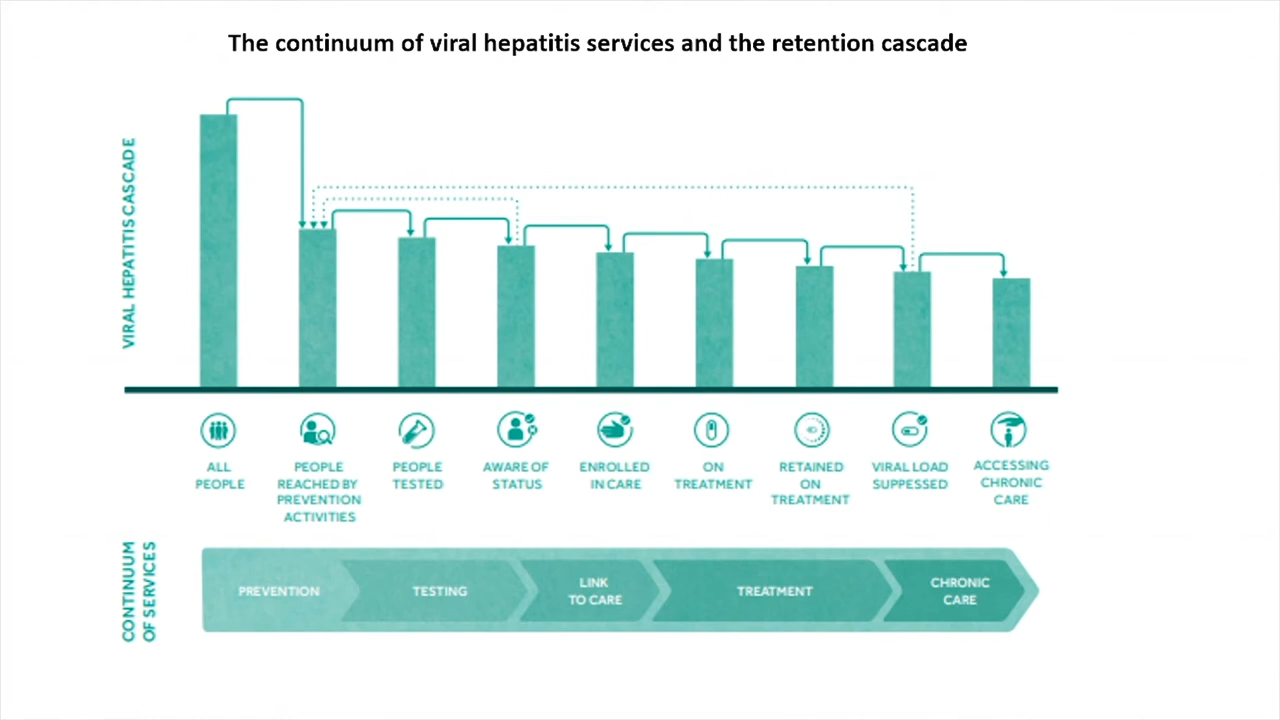 The continuum of viral hepatitis services and the retention cascade
VIRAL HEPATITIS CASCADE
ALL
PEOPLE
PEOPLE
REACHED BY
PREVENTION
ACTIVITIES
PEOPLE
TESTED
AWARE OF
STATUS
ENROLLED
IN CARE
ON
TREATMENT
RETAINED
ON
TREATMENT
VIRAL LOAD
SUPPRESSED
ACCESSING
CHRONIC
CARE
CONTINUUM
OF SERVICES
PREVENTION
TESTING
LINK
TO CARE
TREATMENT
CHRONIC
CARE